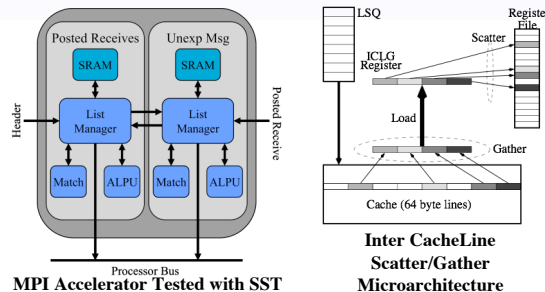 Posted Receives
Unexp Msg
SRAM
SRAM
Header
List
Manager
List
Manager
Posted
Receive
Match
ALPU
Match
ALPU
Processor Bus
MPI Accelerator Tested with SST
LSQ
Register
File
Scatter
ICLG
Register
Load
Gather
Cache (64 byte lines)
Inter CacheLine
Scatter/Gather
Microarchitecture